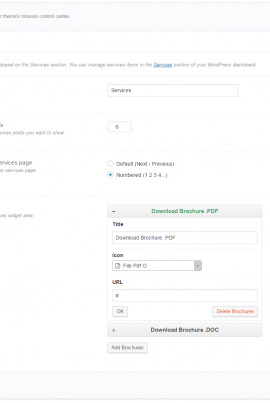 r theme's mission control center.
played on the Services section. You can manage services items in the Services section of your WordPress dashboard.
Services
s
vices posts you want to show
6
ervices page
or services page
Default (Next / Previous)
Numbered (1 2 3 4...)
es widget area.
– Download Brochure .PDF
Title
Download Brochure .PDF
Icon
File Pdf O
URL
#
OK
Delete Brochures
+ Download Brochure .DOC
Add Brochures